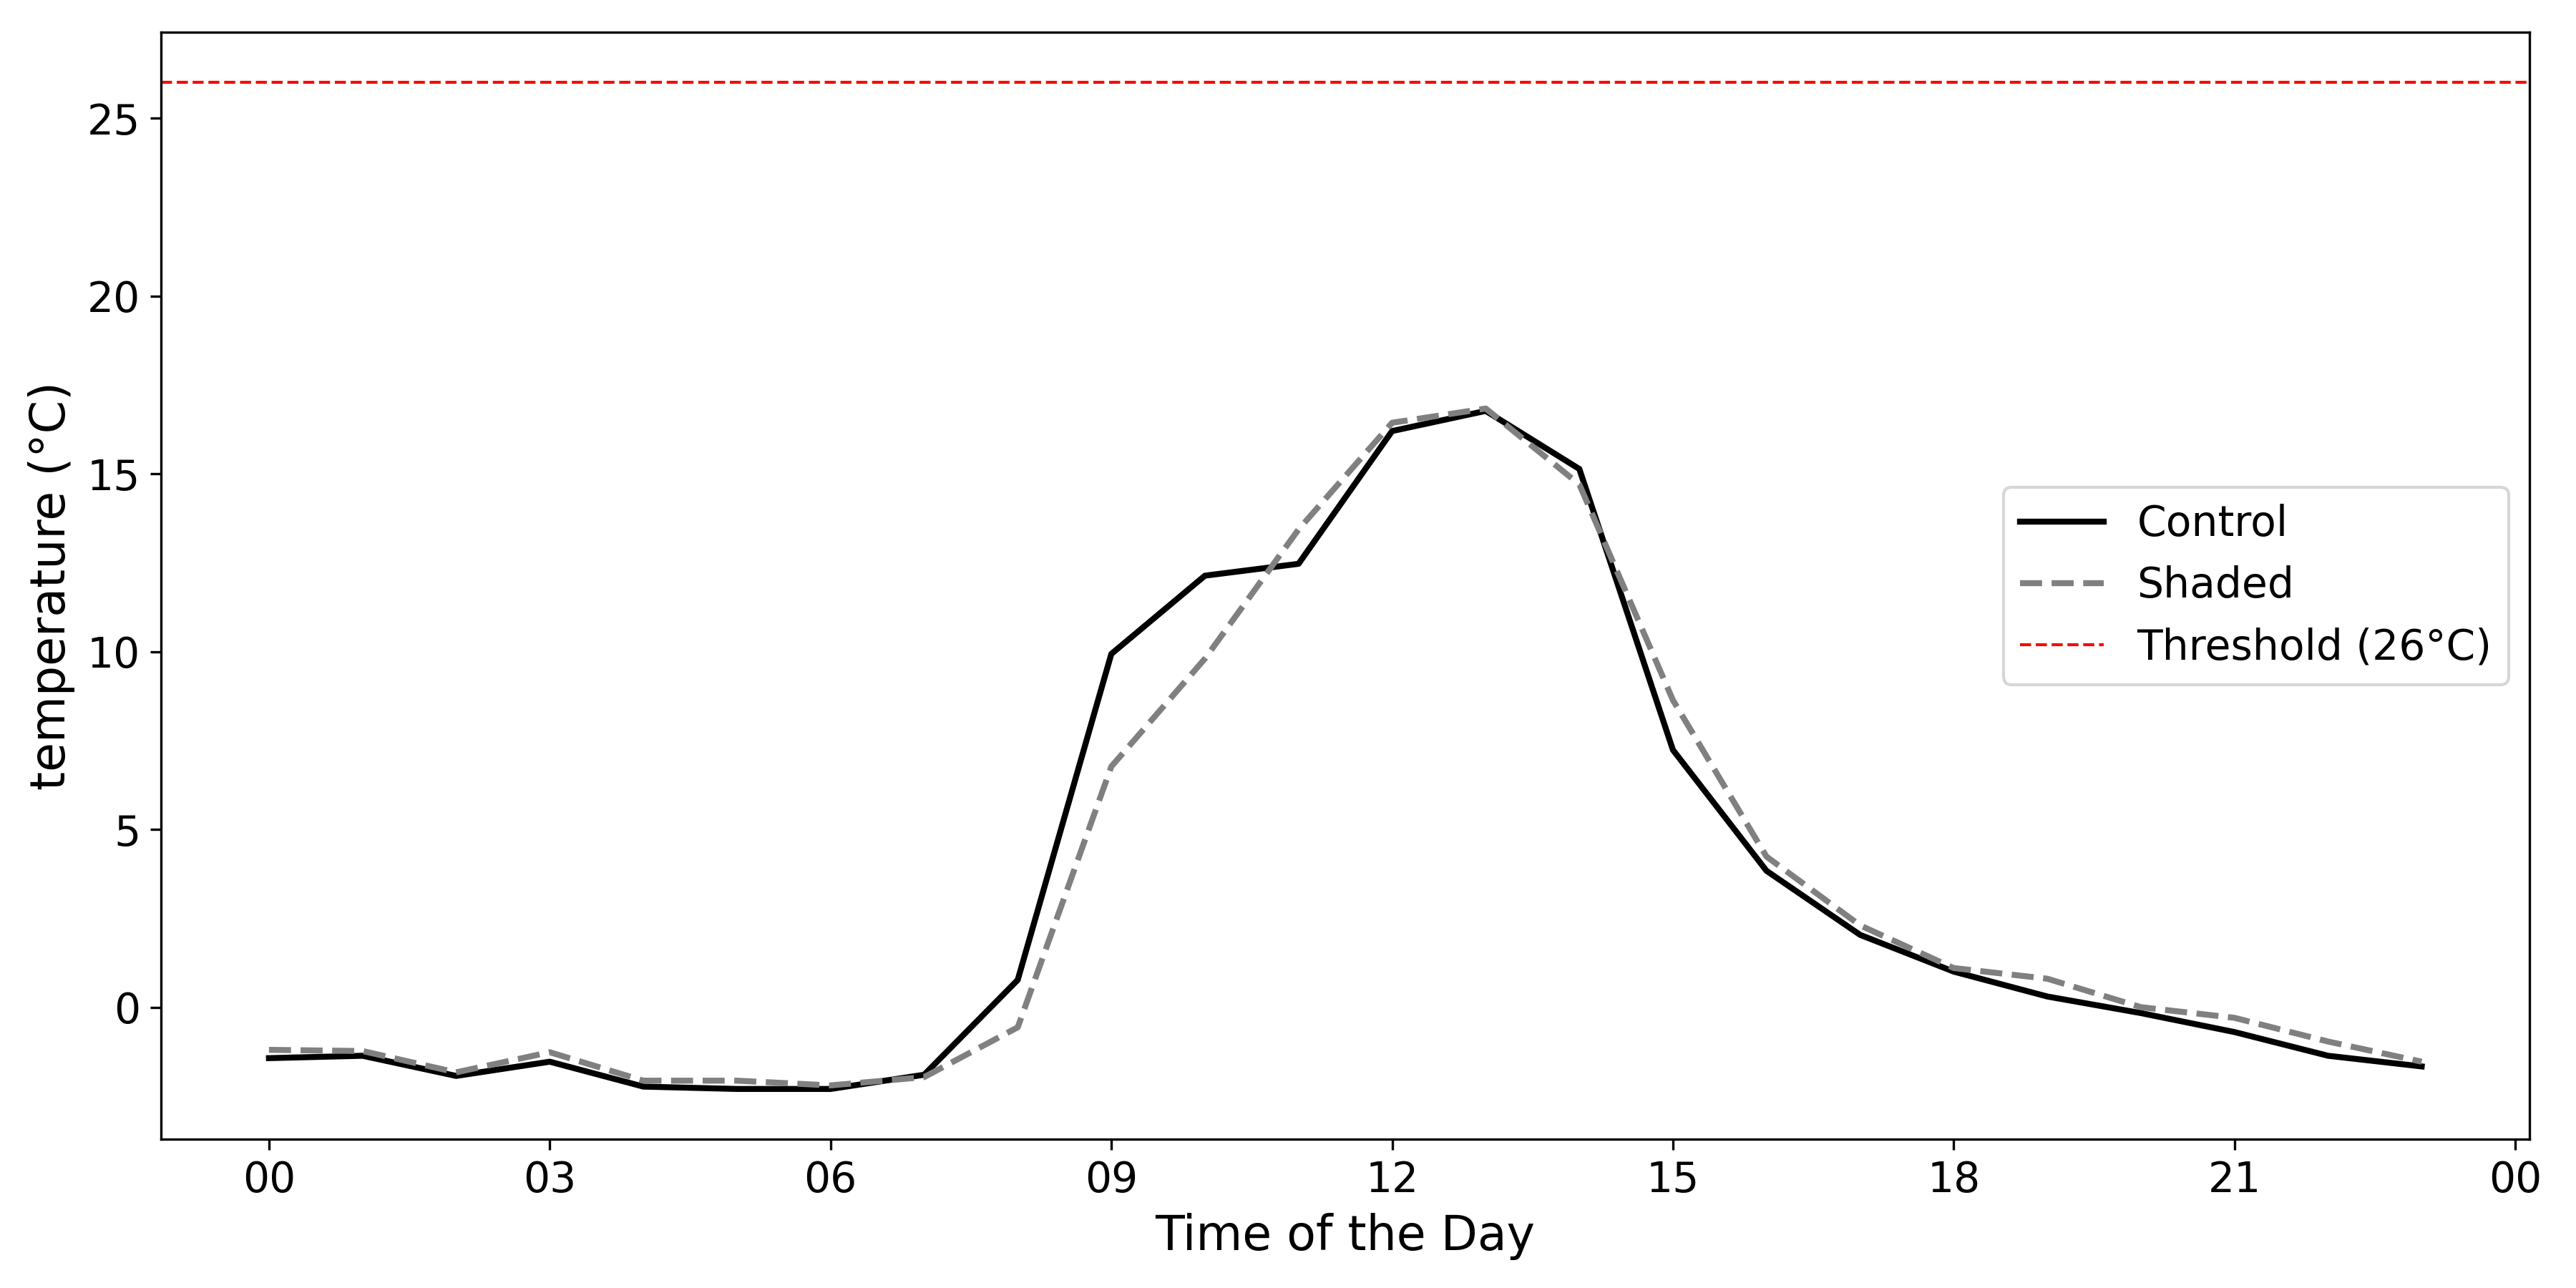 temperature (°C)
25
20
15
10
5
0
Control
Shaded
Threshold (26°C)
00 03 06 09 12 15 18 21 00
Time of the Day